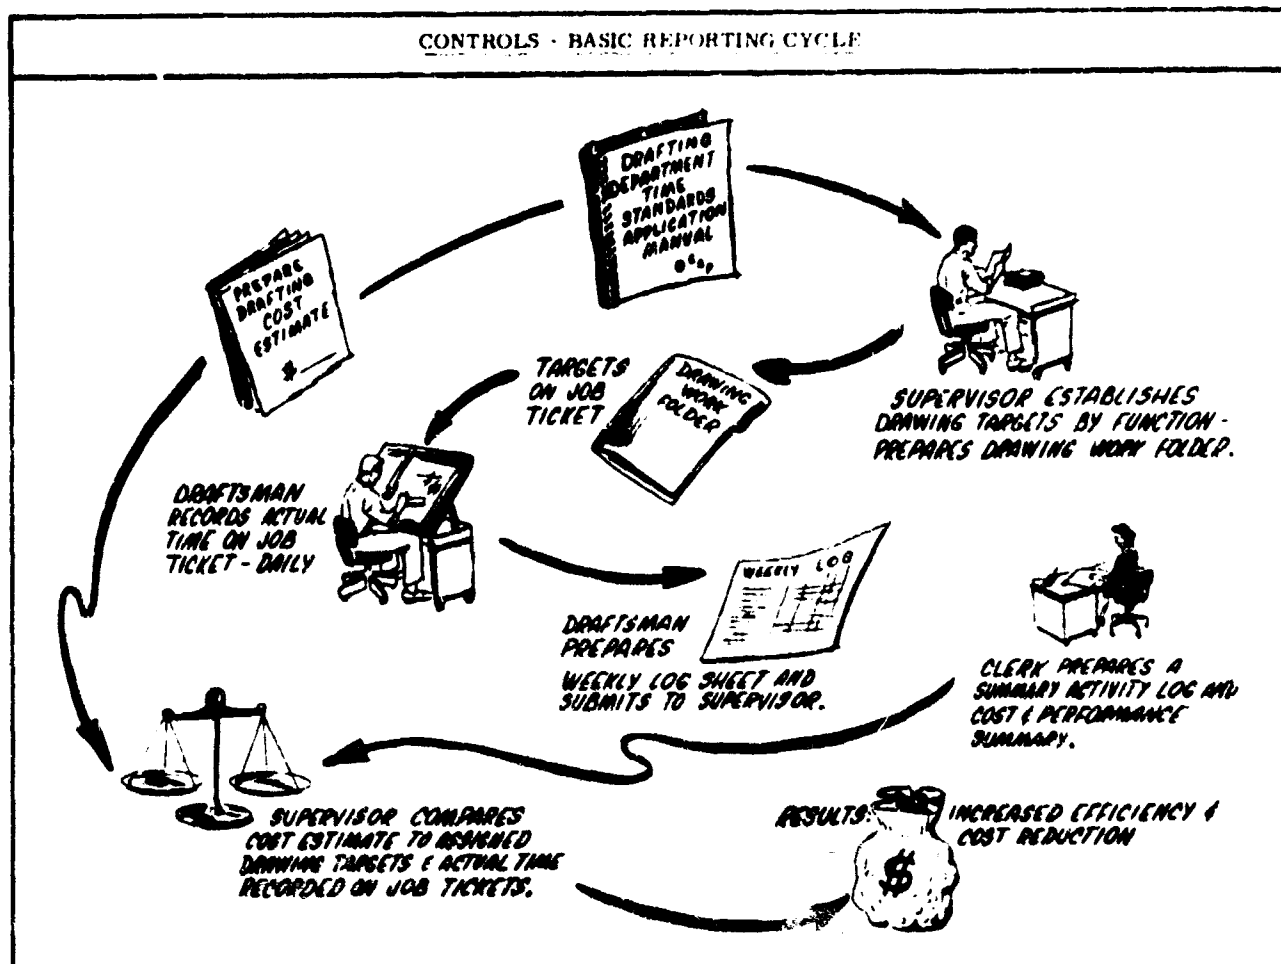 CONTROLS - BASIC REPORTING CYCLE
DRAFTING
DEPARTMENT
TIME
STANDARDS
APPLICATION
MANUAL
PREPARE
DRAFTING
COST
ESTIMATE
$
TARGETS
ON JOB
TICKET
DRAWING
WORK
FOLDER
SUPERVISOR ESTABLISHES
DRAWING TARGETS BY FUNCTION -
PREPARES DRAWING WORK FOLDER.
DRAFTSMAN
RECORDS ACTUAL
TIME ON JOB
TICKET - DAILY
WEEKLY LOG
DRAFTSMAN
PREPARES
WEEKLY LOG SHEET AND
SUBMITS TO SUPERVISOR.
CLERK PREPARES A
SUMMARY ACTIVITY LOG AND
COST & PERFORMANCE
SUMMARY.
SUPERVISOR COMPARES
COST ESTIMATE TO ASSIGNED
DRAWING TARGETS & ACTUAL TIME
RECORDED ON JOB TICKETS.
RESULTS: INCREASED EFFICIENCY &
COST REDUCTION
$